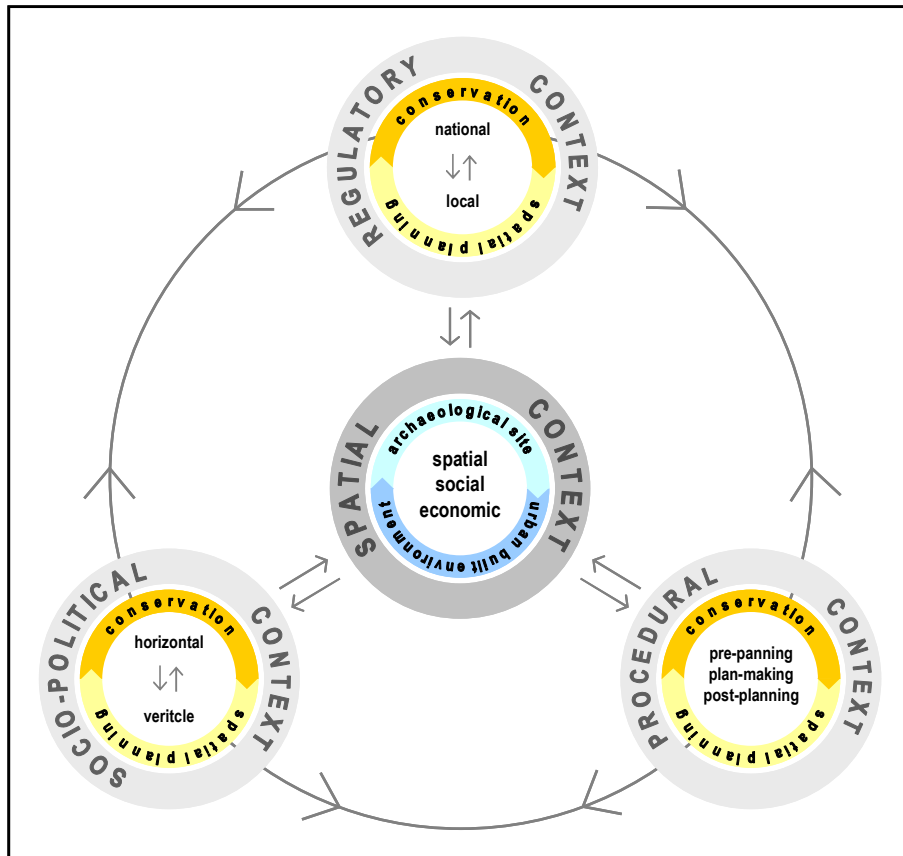 REGULATORY CONTEXT
conservation
national
local
spatial planning
SPATIAL CONTEXT
archaeological site
spatial
social
economic
urban built environment
SOCIO-POLITICAL CONTEXT
conservation
horizontal
veritcle
spatial planning
PROCEDURAL CONTEXT
conservation
pre-panning
plan-making
post-planning
spatial planning